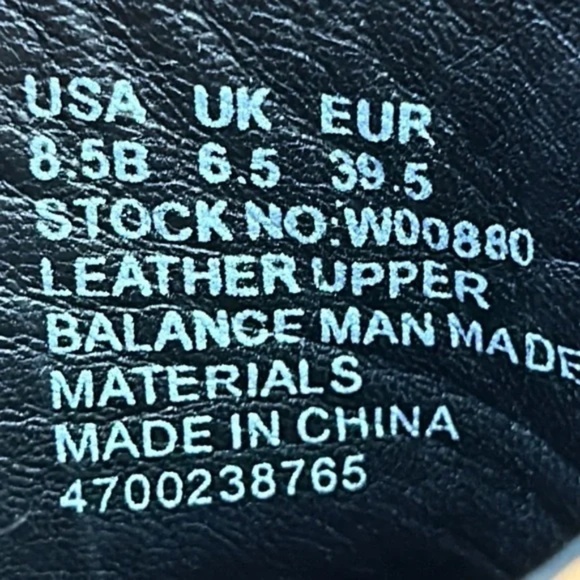 USA UK EUR
8.5B 6.5 39.5
STOCK NO:W00880
LEATHER UPPER
BALANCE MAN MADE
MATERIALS
MADE IN CHINA
4700238765